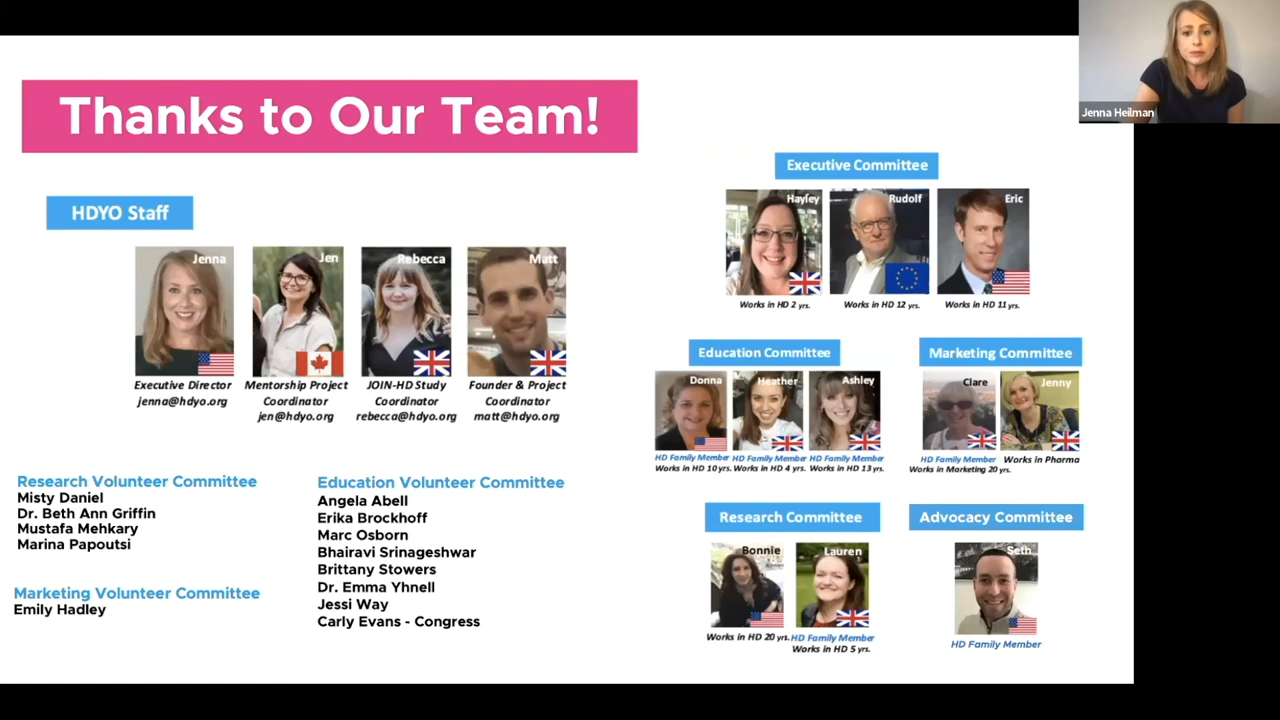 Thanks to Our Team!
Jenna Heilman
HDYO Staff
Jenna
Jen
Rebecca
Matt
Executive Director
jenna@hdyo.org
Mentorship Project
Coordinator
jen@hdyo.org
JOIN-HD Study
Coordinator
rebecca@hdyo.org
Founder & Project
Coordinator
matt@hdyo.org
Research Volunteer Committee
Misty Daniel
Dr. Beth Ann Griffin
Mustafa Mehkary
Marina Papoutsi
Marketing Volunteer Committee
Emily Hadley
Education Volunteer Committee
Angela Abell
Erika Brockhoff
Marc Osborn
Bhairavi Srinageshwar
Brittany Stowers
Dr. Emma Yhnell
Jessi Way
Carly Evans - Congress
Executive Committee
Hayley
Rudolf
Eric
Works in HD 2 yrs.
Works in HD 12 yrs.
Works in HD 11 yrs.
Education Committee
Donna
Heather
Ashley
HD Family Member
Works in HD 10 yrs.
HD Family Member
Works in HD 4 yrs.
HD Family Member
Works in HD 13 yrs.
Marketing Committee
Clare
Jenny
HD Family Member
Works in Marketing 20 yrs.
Works in Pharma
Research Committee
Bonnie
Lauren
Works in HD 20 yrs.
HD Family Member
Works in HD 5 yrs.
Advocacy Committee
Seth
HD Family Member